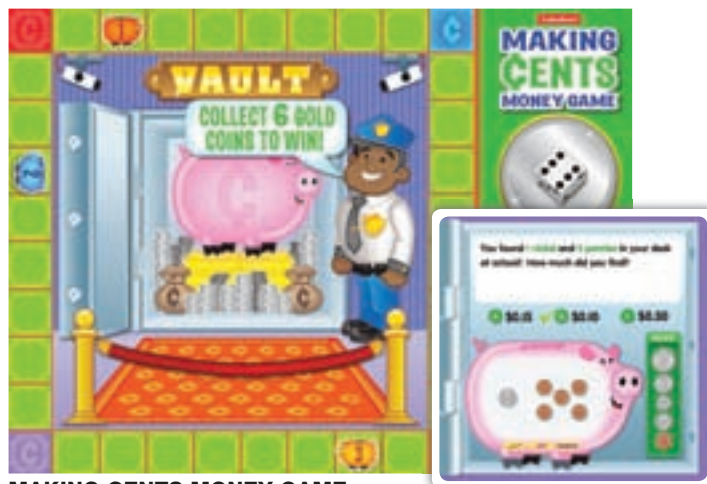 VAULT
COLLECT 6 GOLD
COINS TO WIN!
MAKING
CENTS
MONEY GAME
You found 1 nickel and 5 pennies in your desk
at school! How much did you find?
$0.15
$0.10
$0.50
MAKING CENTS MONEY GAME